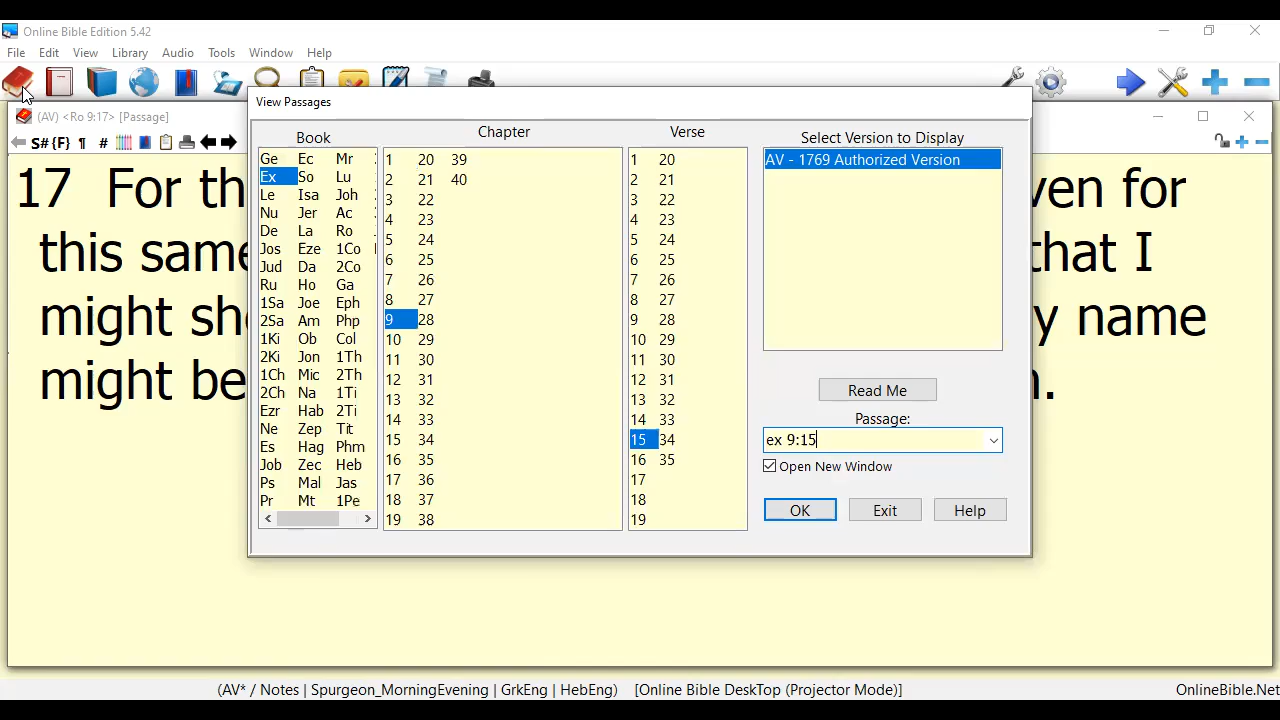 Online Bible Edition 5.42
File Edit View Library Audio Tools Window Help
View Passages
(AV) <Ro 9:17> [Passage]
S# {F} ¶ #
Book Chapter Verse Select Version to Display
Ge Ec Mr 1 20 39 1 20 AV - 1769 Authorized Version
Ex So Lu 2 21 40 2 21
Le Isa Joh 3 22 3 22
Nu Jer Ac 4 23 4 23
De La Ro 5 24 5 24
Jos Eze 1Co 6 25 6 25
Jud Da 2Co 7 26 7 26
Ru Ho Ga 8 27 8 27
1Sa Joe Eph 9 28 9 28
2Sa Am Php 10 29 10 29
1Ki Ob Col 11 30 11 30
2Ki Jon 1Th 12 31 12 31
1Ch Mic 2Th 13 32 13 32
2Ch Na 1Ti 14 33 14 33
Ezr Hab 2Ti 15 34 15 34
Ne Zep Tit 16 35 16 35
Es Hag Phm 17 36 17
Job Zec Heb 18 37 18
Ps Mal Jas 19 38 19
Pr Mt 1Pe
Read Me
Passage:
ex 9:15
Open New Window
OK Exit Help
17 For for
this same that I
might name
might be
(AV* / Notes | Spurgeon_MorningEvening | GrkEng | HebEng) [Online Bible DeskTop (Projector Mode)] OnlineBible.Net